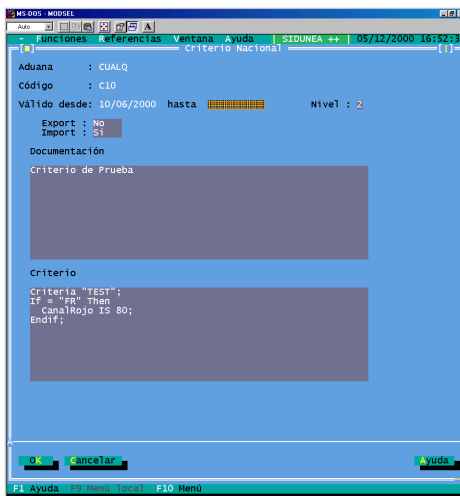 MS-DOS - MODSEL
Auto A
- Funciones Referencias Ventana Ayuda | SIDUNEA ++ | 05/12/2000 16:52:3
Criterio Nacional
Aduana : CUALQ
Código : C10
Válido desde: 10/06/2000 hasta Nivel : 2
Export : No
Import : Sí
Documentación
Criterio de Prueba
Criterio
Criteria "TEST";
If = "FR" Then
CanalRojo IS 80;
Endif;
OK Cancelar Ayuda
F1 Ayuda F9 Menú local F10 Menú